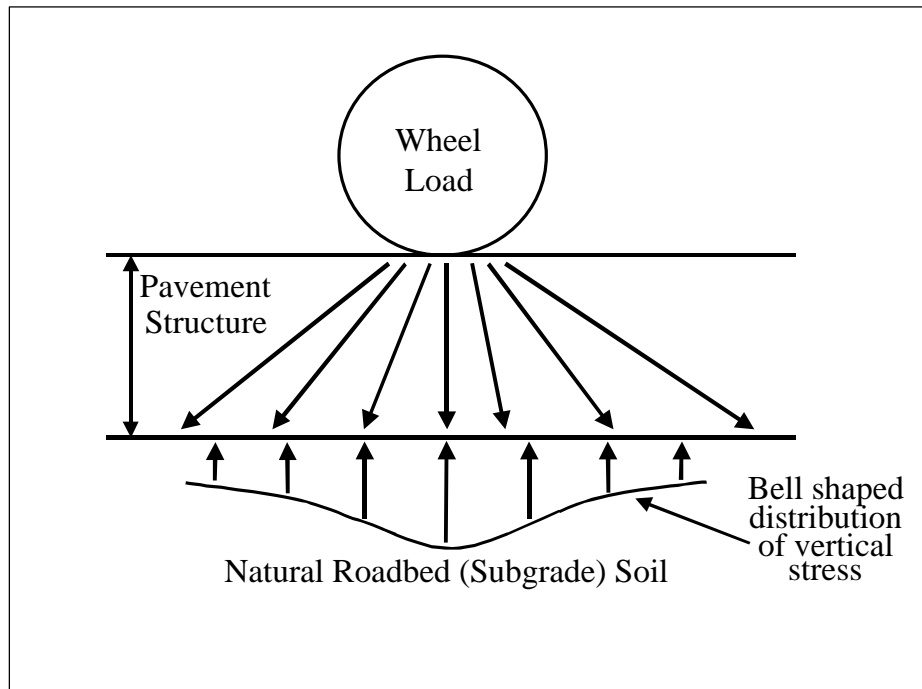 Wheel
Load
Pavement
Structure
Bell shaped
distribution
of vertical
stress
Natural Roadbed (Subgrade) Soil